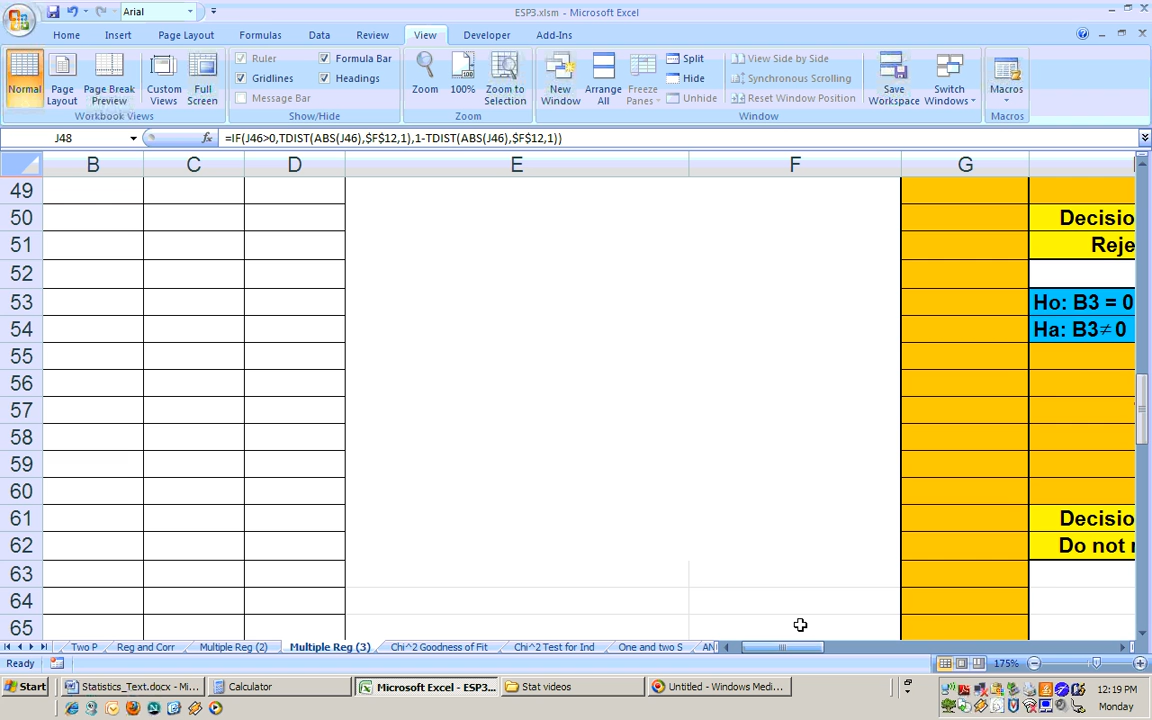 ESP3.xlsm - Microsoft Excel
Arial
Home Insert Page Layout Formulas Data Review View Developer Add-Ins
Normal Page Layout Page Break Preview Custom Views Full Screen
Workbook Views
Ruler Formula Bar
Gridlines Headings
Message Bar
Show/Hide
Zoom 100% Zoom to Selection
Zoom
New Window Arrange All Freeze Panes
Split
Hide
Unhide
View Side by Side
Synchronous Scrolling
Reset Window Position
Save Workspace Switch Windows
Window
Macros
Macros
J48 fx =IF(J46>0,TDIST(ABS(J46),$F$12,1),1-TDIST(ABS(J46),$F$12,1))
B C D E F G
49
50 Decisio
51 Reje
52
53 Ho: B3 = 0
54 Ha: B3≠0
55
56
57
58
59
60
61 Decisio
62 Do not r
63
64
65
Two P Reg and Corr Multiple Reg (2) Multiple Reg (3) Chi^2 Goodness of Fit Chi^2 Test for Ind One and two S AN
Ready 175%
Start Statistics_Text.docx - Mi... Calculator Microsoft Excel - ESP3... Stat videos Untitled - Windows Medi... 12:19 PM
Monday